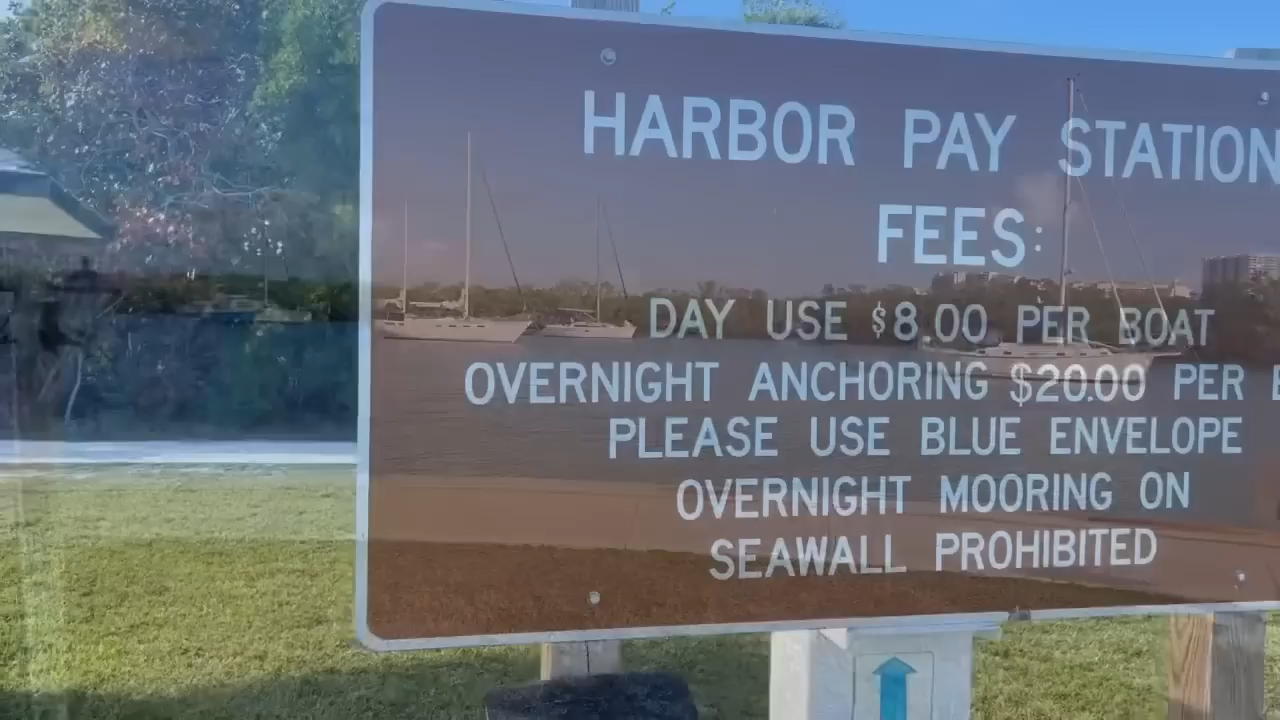 HARBOR PAY STATION
FEES:
DAY USE $8.00 PER BOAT
OVERNIGHT ANCHORING $20.00 PER
PLEASE USE BLUE ENVELOPE
OVERNIGHT MOORING ON
SEAWALL PROHIBITED